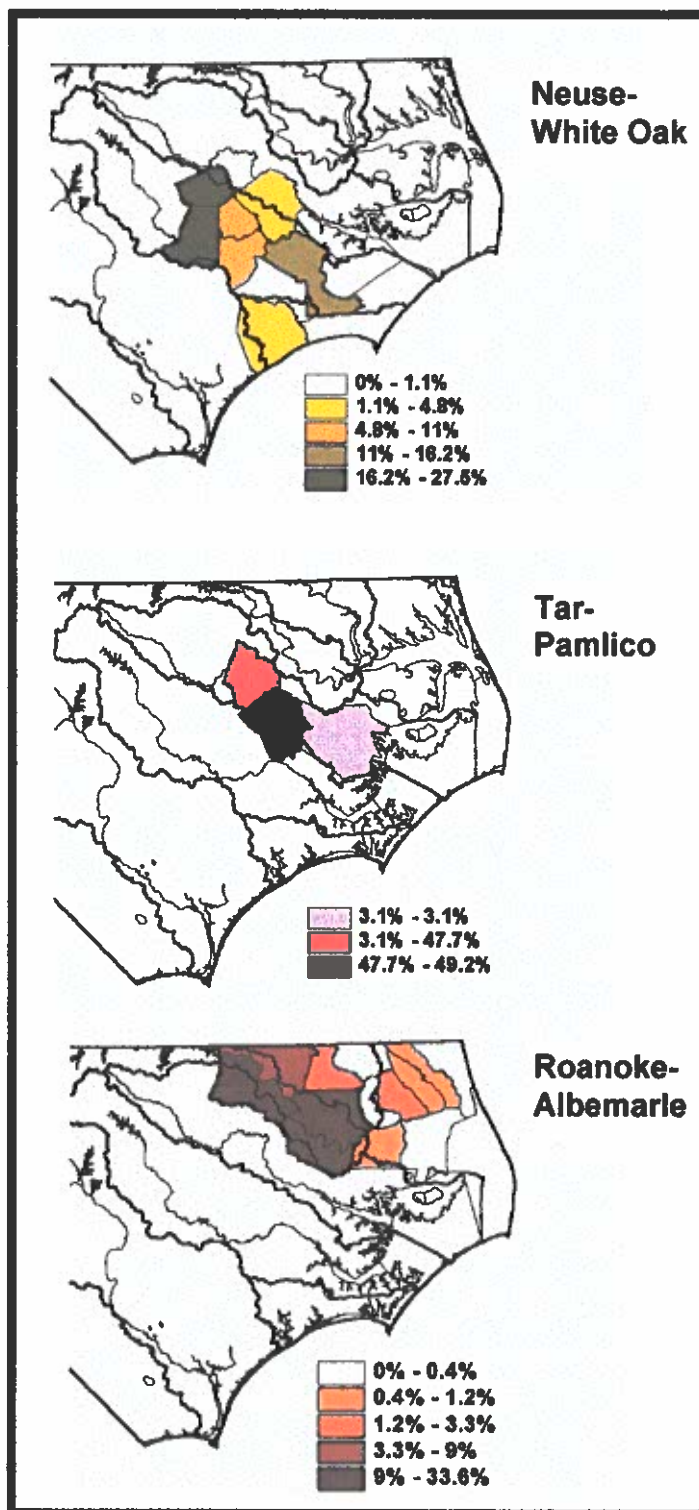 Neuse-
White Oak
0% - 1.1%
1.1% - 4.8%
4.8% - 11%
11% - 16.2%
16.2% - 27.5%
Tar-
Pamlico
3.1% - 3.1%
3.1% - 47.7%
47.7% - 49.2%
Roanoke-
Albemarle
0% - 0.4%
0.4% - 1.2%
1.2% - 3.3%
3.3% - 9%
9% - 33.6%